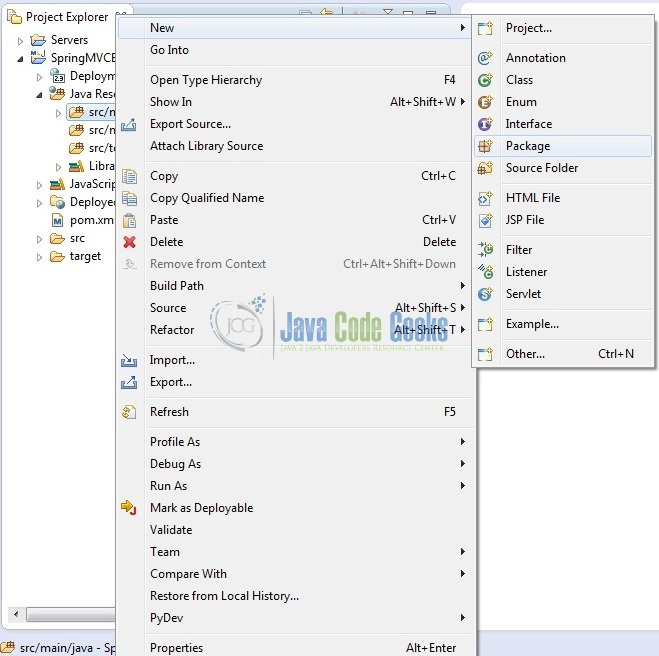 Project Explorer
Servers
SpringMVCE
Deploym
Java Reso
src/m
src/m
src/te
Librar
JavaScrip
Deployed
pom.xm
src
target
New
Go Into
Open Type Hierarchy F4
Show In Alt+Shift+W
Export Source...
Attach Library Source
Copy Ctrl+C
Copy Qualified Name
Paste Ctrl+V
Delete Delete
Remove from Context Ctrl+Alt+Shift+Down
Build Path
Source Alt+Shift+S
Refactor Alt+Shift+T
Import...
Export...
Refresh F5
Profile As
Debug As
Run As
Mark as Deployable
Validate
Team
Compare With
Restore from Local History...
PyDev
Properties Alt+Enter
Project...
Annotation
Class
Enum
Interface
Package
Source Folder
HTML File
JSP File
Filter
Listener
Servlet
Example...
Other... Ctrl+N
JCG
Java Code Geeks
JAVA 2 JAVA DEVELOPERS RESOURCE CENTER
src/main/java - Sp